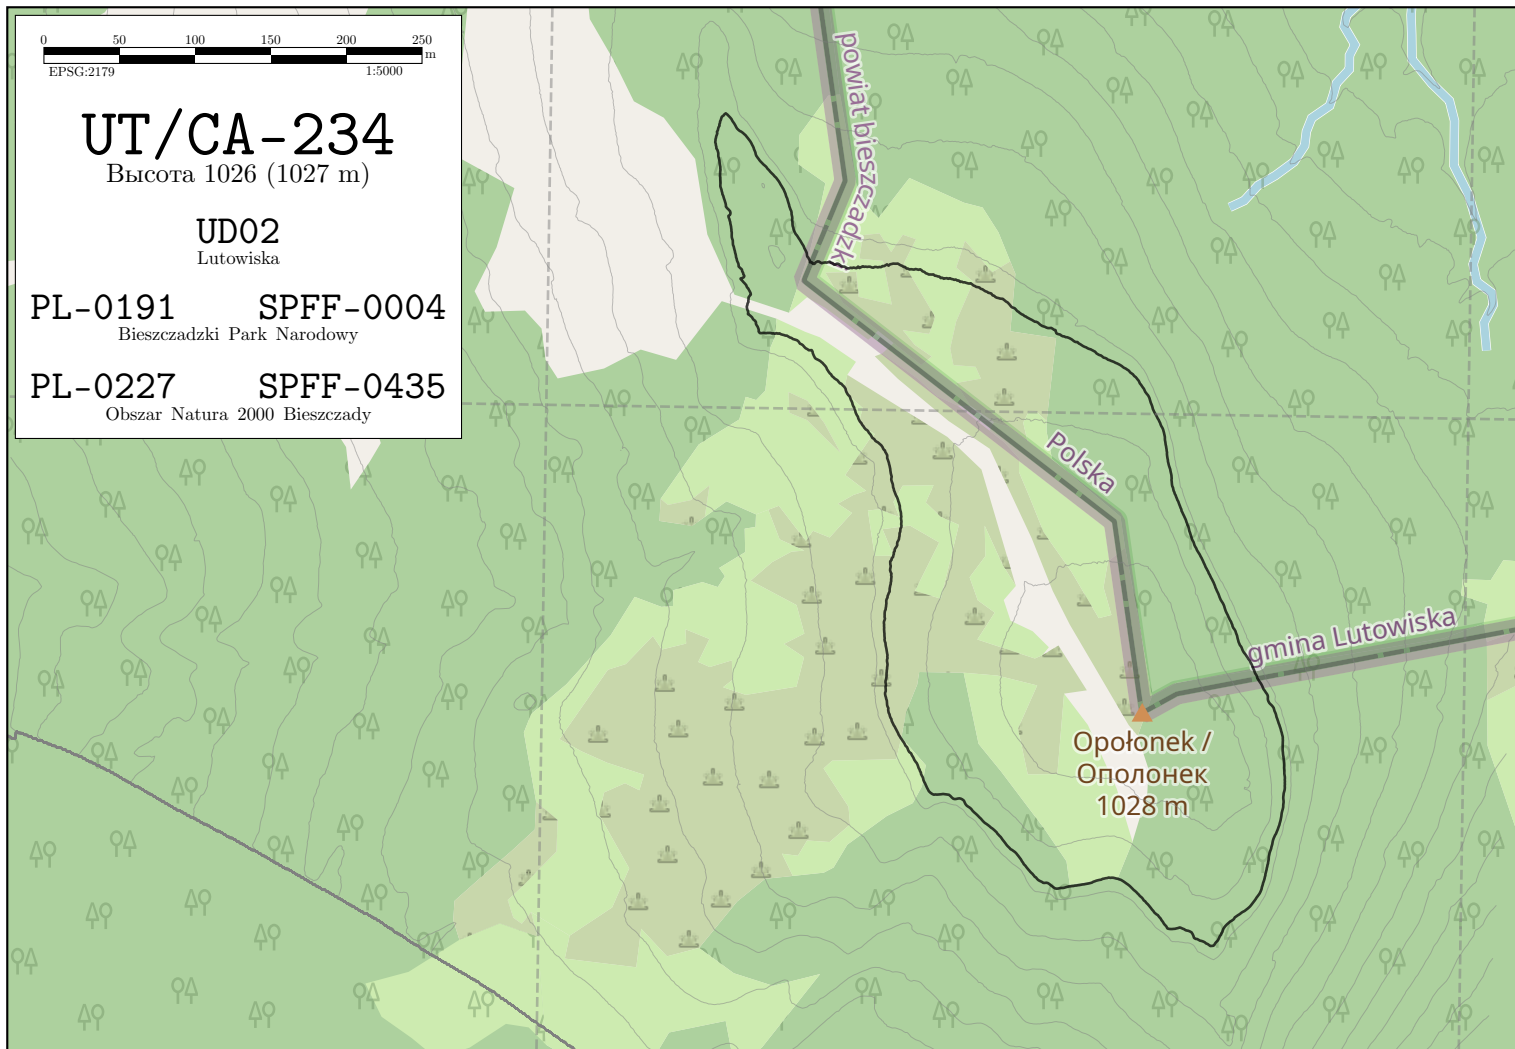 0 50 100 150 200 250
m
EPSG:2179 1:5000
UT/CA-234
Высота 1026 (1027 m)
UD02
Lutowiska
PL-0191 SPFF-0004
Bieszczadzki Park Narodowy
PL-0227 SPFF-0435
Obszar Natura 2000 Bieszczady
powiat bieszczadzk
Polska
gmina Lutowiska
Opołonek /
Ополонек
1028 m